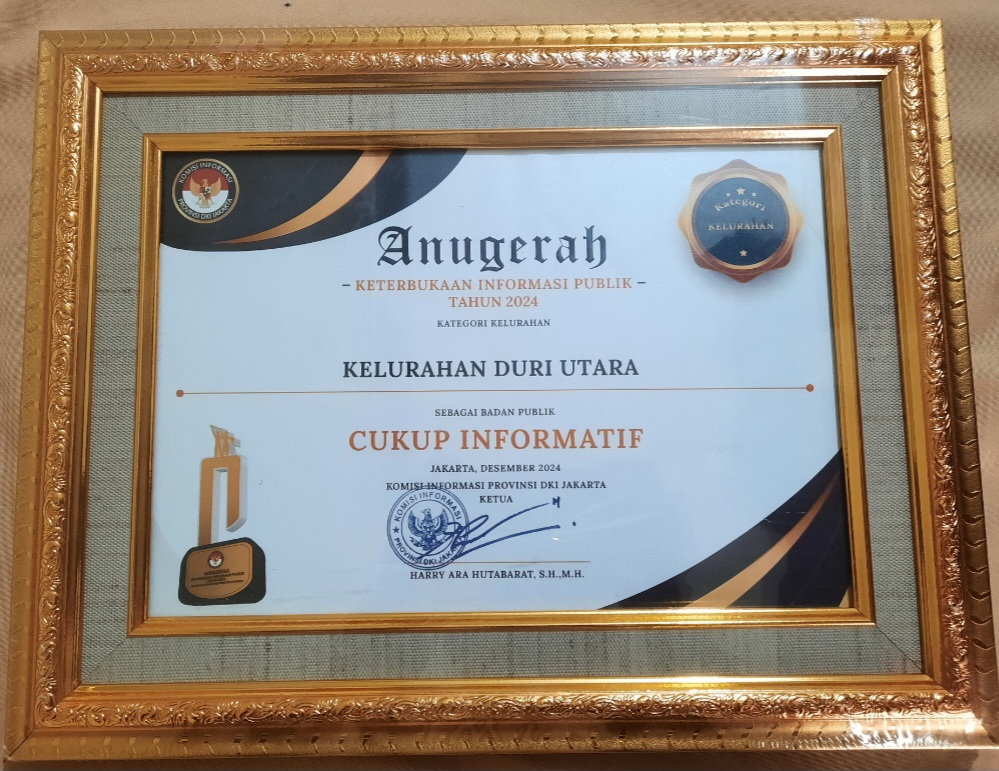 KOMISI INFORMASI
PROVINSI DKI JAKARTA
Kategori
KELURAHAN
Anugerah
– KETERBUKAAN INFORMASI PUBLIK –
TAHUN 2024
KATEGORI KELURAHAN
KELURAHAN DURI UTARA
SEBAGAI BADAN PUBLIK
CUKUP INFORMATIF
JAKARTA, DESEMBER 2024
KOMISI INFORMASI PROVINSI DKI JAKARTA
KETUA
KOMISI INFORMASI
PROVINSI DKI JAKARTA
HARRY ARA HUTABARAT, S.H.,M.H.